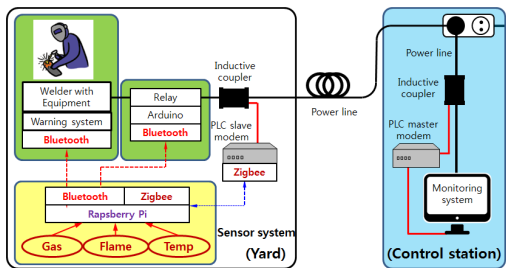 Welder with
Equipment
Warning system
Bluetooth
Relay
Arduino
Bluetooth
Inductive
coupler
PLC slave
modem
Zigbee
Power line
Bluetooth
Zigbee
Rapsberry Pi
Gas
Flame
Temp
Sensor system
(Yard)
Power line
Inductive
coupler
PLC master
modem
Monitoring
system
(Control station)